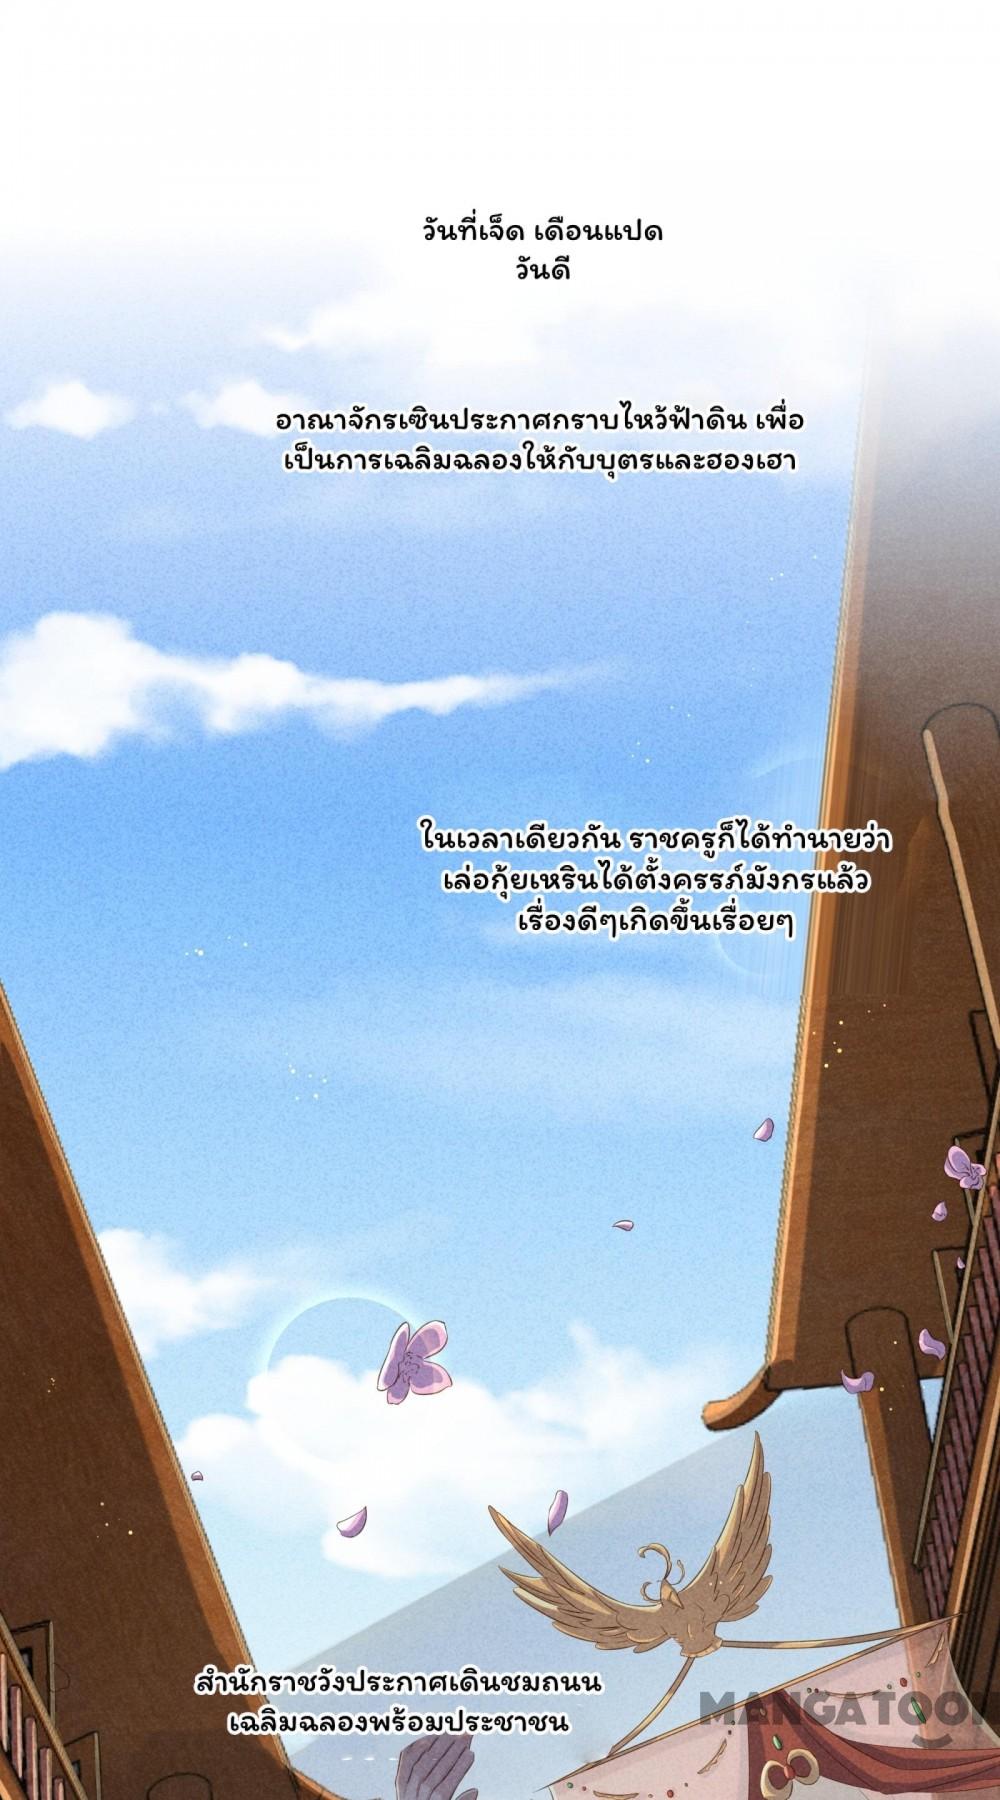 วันที่เจ็ด เดือนแปด
วันดี
อาณาจักรเซินประกาศกราบไหว้ฟ้าดิน เพื่อ
เป็นการเฉลิมฉลองให้กับบุตรและฮองเฮา
ในเวลาเดียวกัน ราชครูก็ได้ทำนายว่า
เล่อกุ้ยเหรินได้ตั้งครรภ์มังกรแล้ว
เรื่องดีๆเกิดขึ้นเรื่อยๆ
สำนักราชวังประกาศเดินชมถนน
เฉลิมฉลองพร้อมประชาชน
MANGATOON